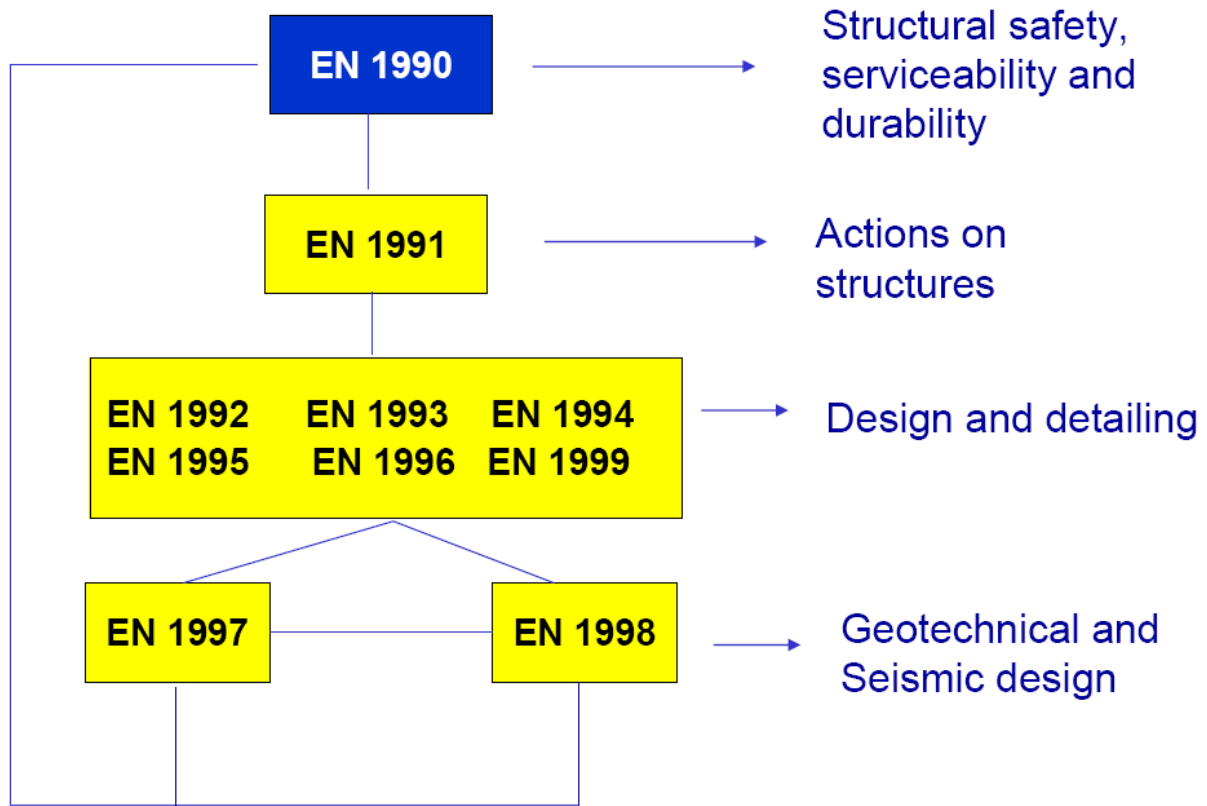 EN 1990
Structural safety,
serviceability and
durability
EN 1991
Actions on
structures
EN 1992 EN 1993 EN 1994
EN 1995 EN 1996 EN 1999
Design and detailing
EN 1997
EN 1998
Geotechnical and
Seismic design